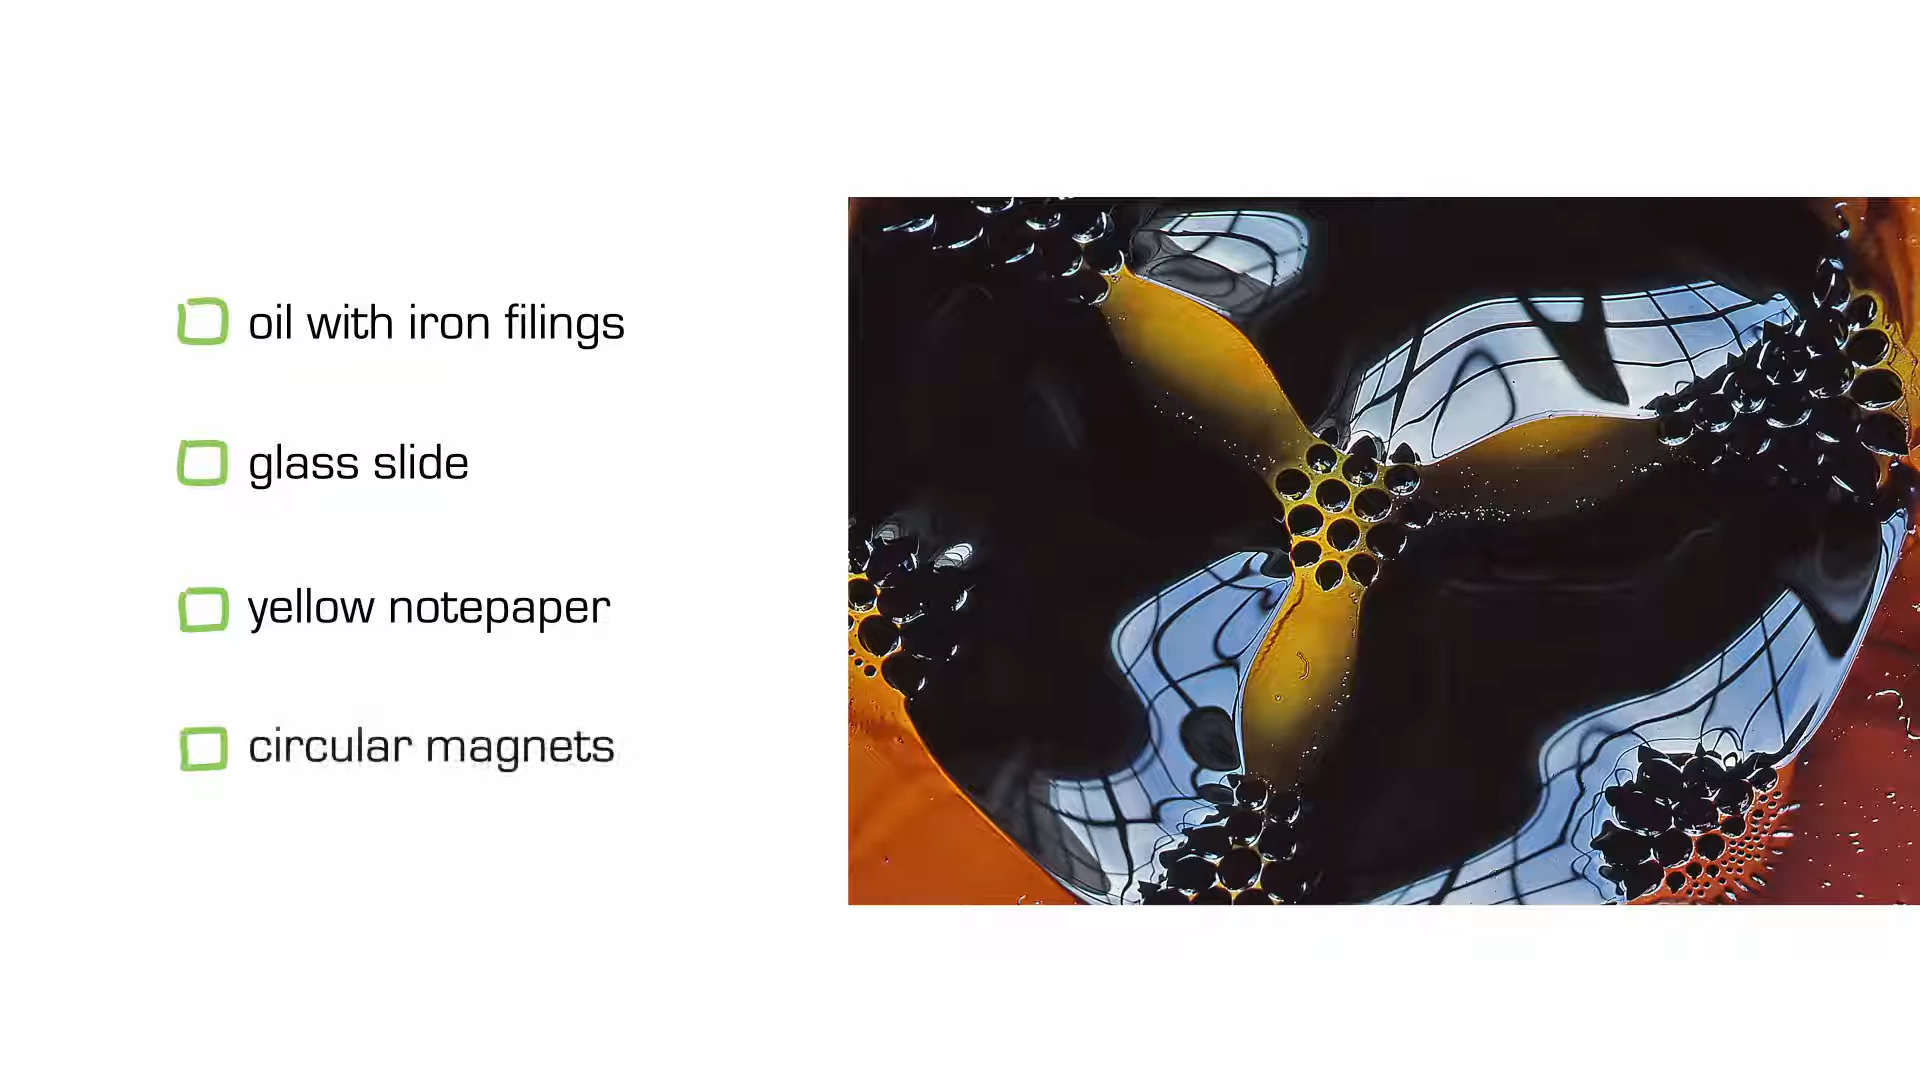 oil with iron filings
glass slide
yellow notepaper
circular magnets